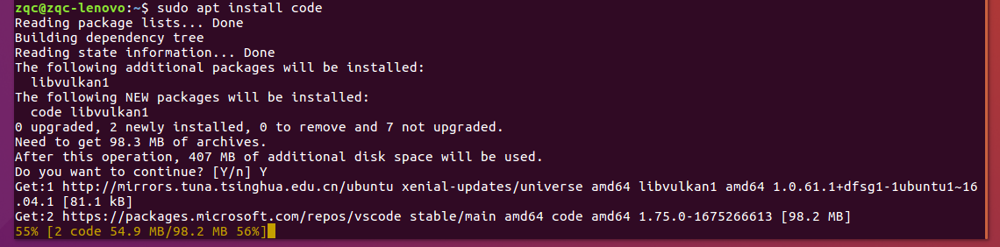 zqc@zqc-lenovo:~$ sudo apt install code
Reading package lists... Done
Building dependency tree
Reading state information... Done
The following additional packages will be installed:
  libvulkan1
The following NEW packages will be installed:
  code libvulkan1
0 upgraded, 2 newly installed, 0 to remove and 7 not upgraded.
Need to get 98.3 MB of archives.
After this operation, 407 MB of additional disk space will be used.
Do you want to continue? [Y/n] Y
Get:1 http://mirrors.tuna.tsinghua.edu.cn/ubuntu xenial-updates/universe amd64 libvulkan1 amd64 1.0.61.1+dfsg1-1ubuntu1~16
.04.1 [81.1 kB]
Get:2 https://packages.microsoft.com/repos/vscode stable/main amd64 code amd64 1.75.0-1675266613 [98.2 MB]
55% [2 code 54.9 MB/98.2 MB 56%]